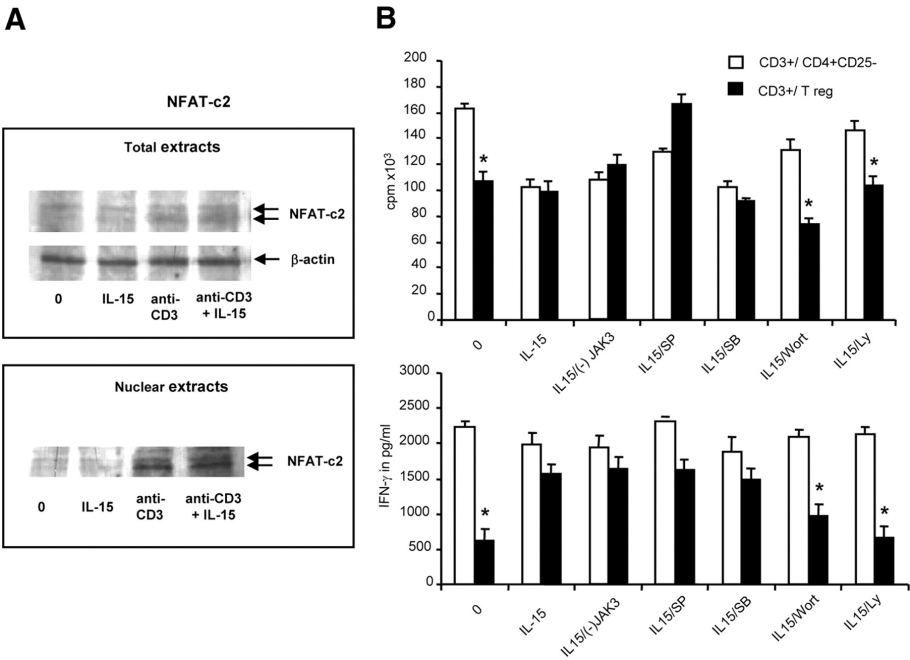 A
NFAT-c2
Total extracts
NFAT-c2
β-actin
0 IL-15 anti-CD3 anti-CD3 + IL-15
Nuclear extracts
NFAT-c2
0 IL-15 anti-CD3 anti-CD3 + IL-15
B
CD3+/ CD4+CD25-
CD3+/ T reg
cpm x10³
200
180
160
140
120
100
80
60
40
20
0
* * *
0 IL-15 IL15/(-) JAK3 IL15/SP IL15/SB IL15/Wort IL15/Ly
IFN-γ in pg/ml
3000
2500
2000
1500
1000
500
0
* * *
0 IL-15 IL15/(-)JAK3 IL15/SP IL15/SB IL15/Wort IL15/Ly